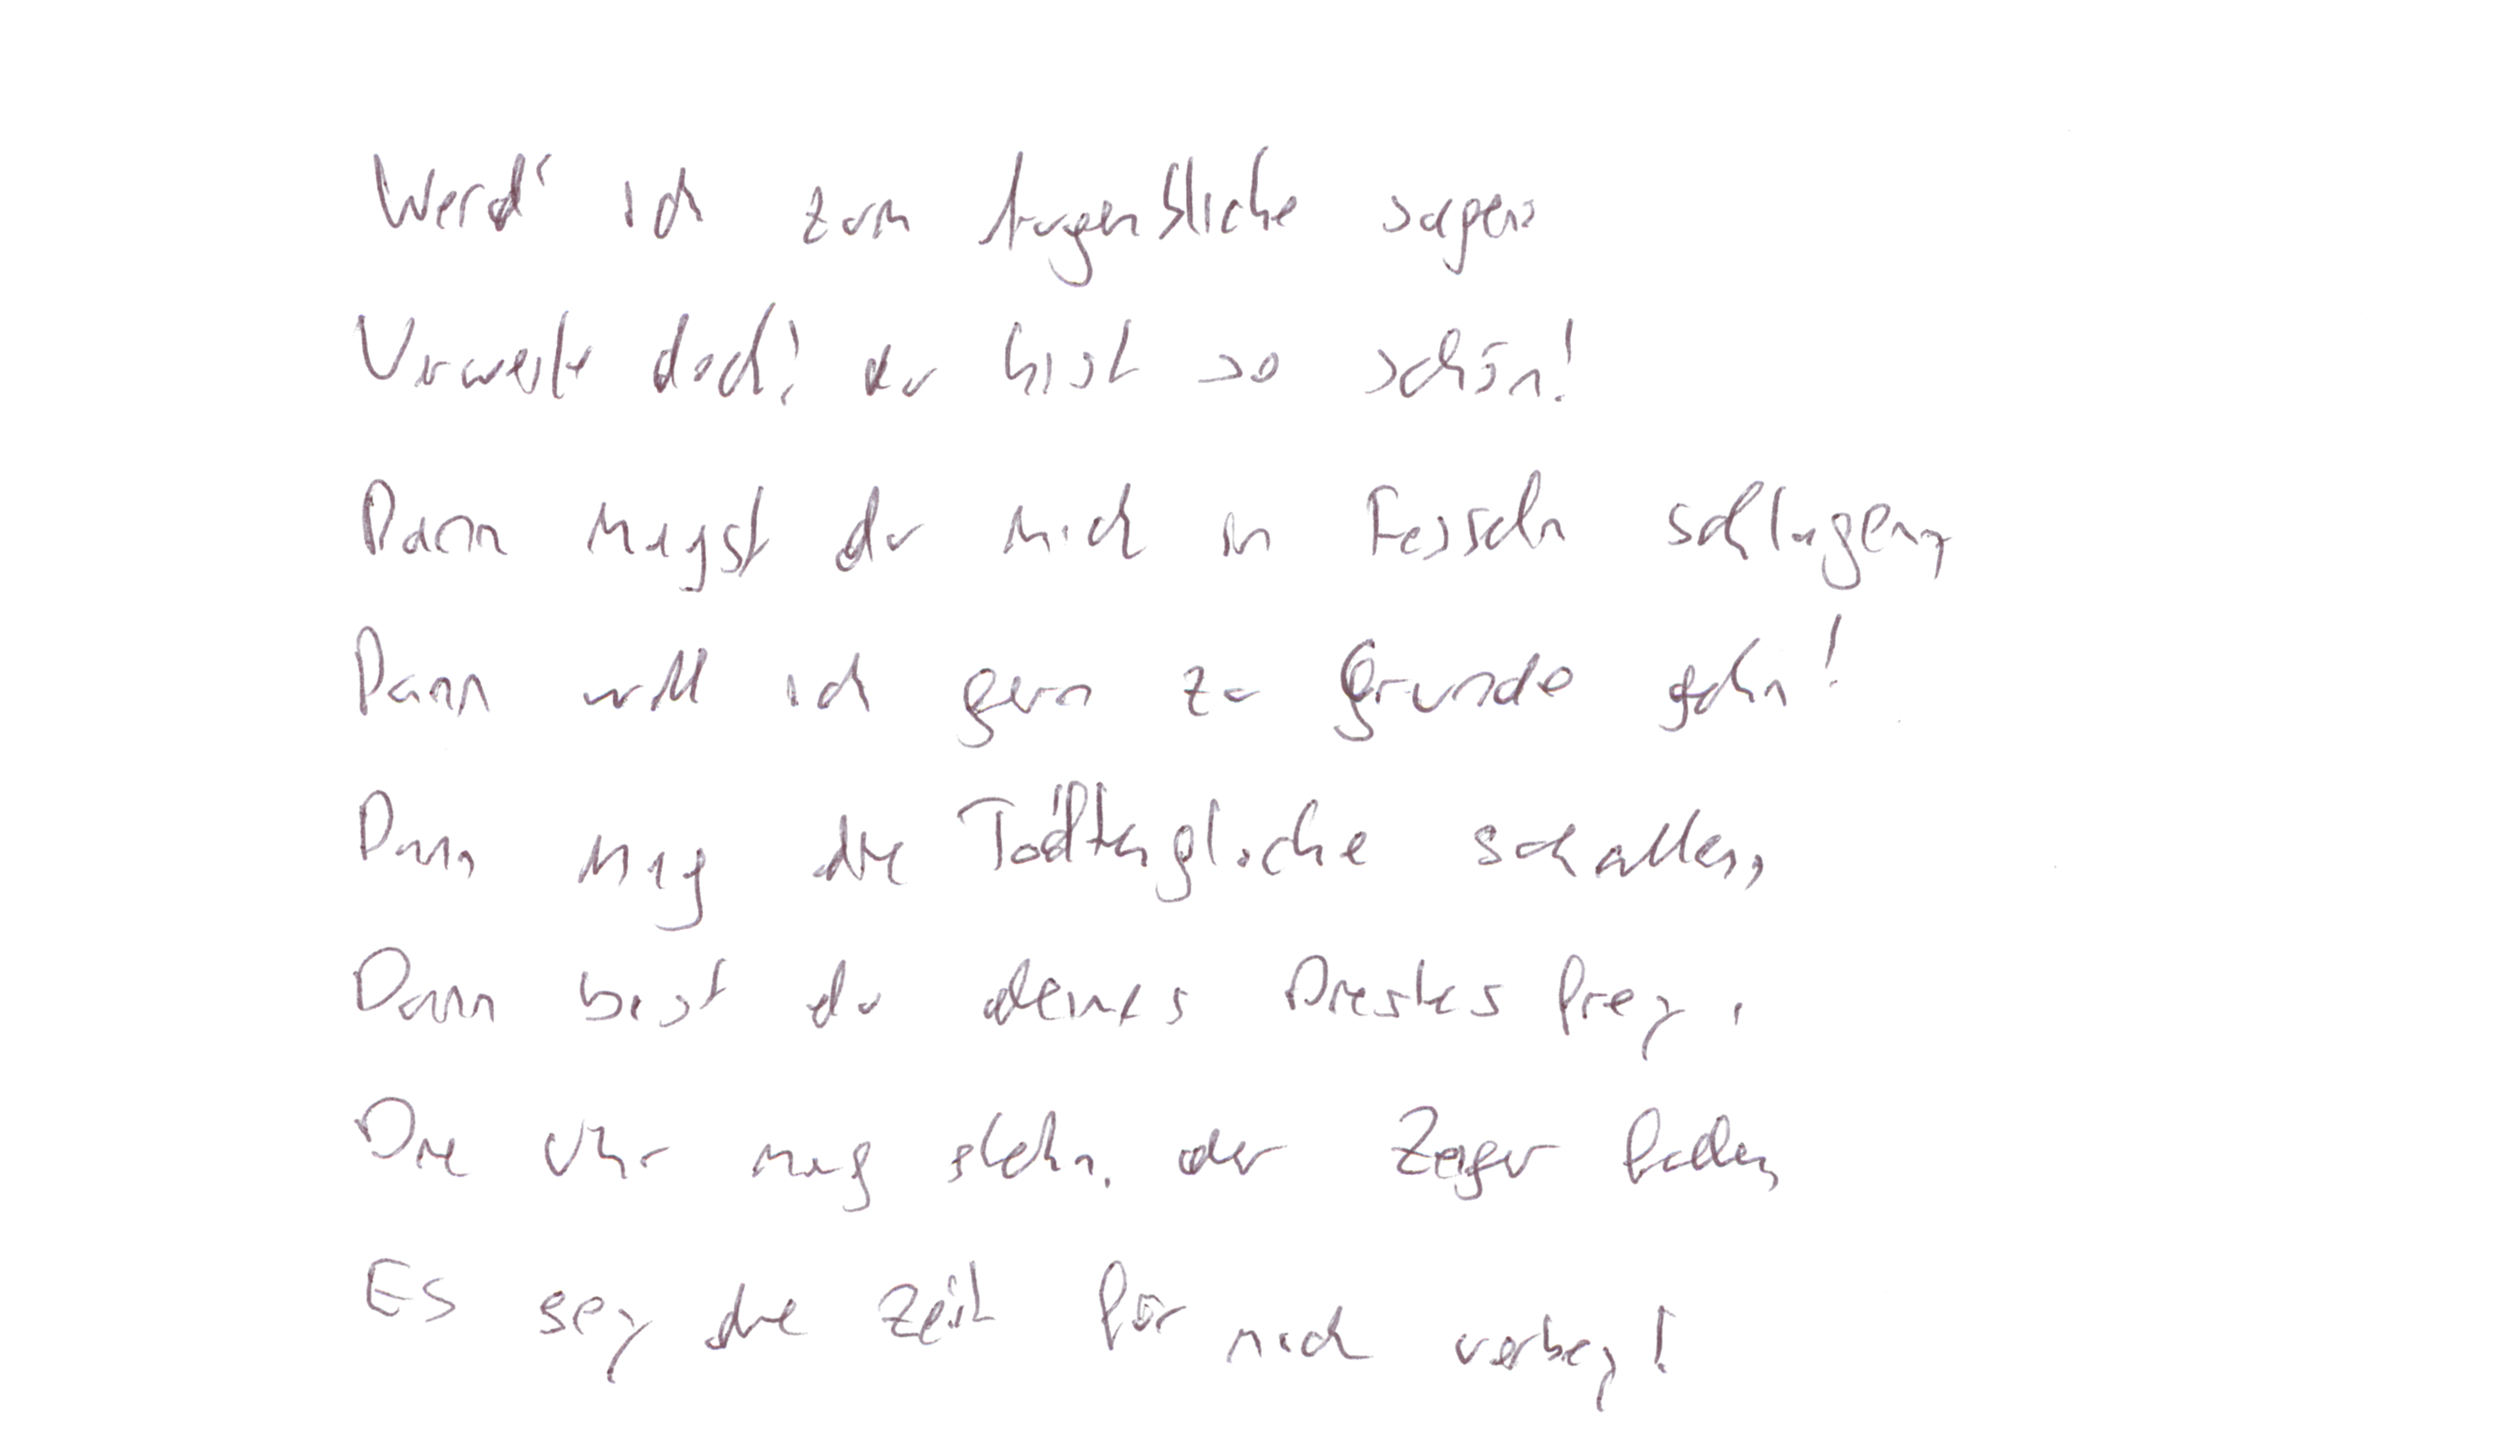 Werd' ich zum Augenblicke sagen:
Verweile doch! du bist so schön!
Dann magst du mich in Fesseln schlagen,
Dann will ich gern zu Grunde gehn!
Dann mag die Todtenglocke schallen,
Dann bist du deines Dienstes frey,
Die Uhr mag stehn, der Zeiger fallen,
Es sey die Zeit für mich vorbey!